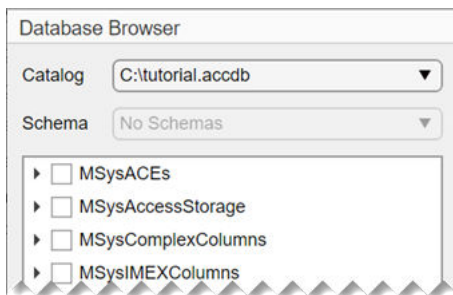 Database Browser
Catalog C:\tutorial.accdb
Schema No Schemas
MSysACEs
MSysAccessStorage
MSysComplexColumns
MSysIMEXColumns